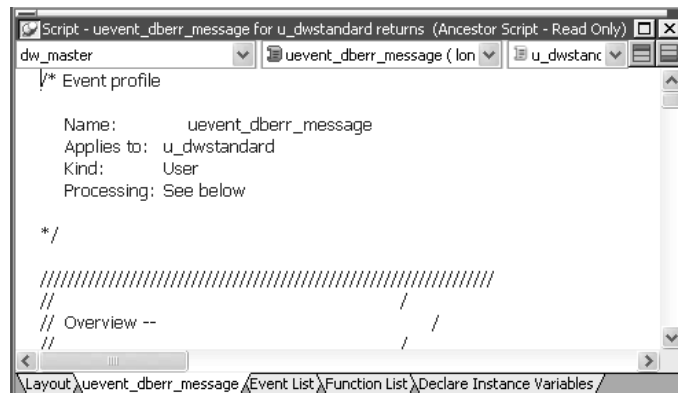 Script - uevent_dberr_message for u_dwstandard returns (Ancestor Script - Read Only)
dw_master uevent_dberr_message ( lon u_dwstanc
/* Event profile
Name: uevent_dberr_message
Applies to: u_dwstandard
Kind: User
Processing: See below
*/
/////////////////////////////////////////////////////////////////
// /
// Overview -- /
// /
Layout uevent_dberr_message Event List Function List Declare Instance Variables